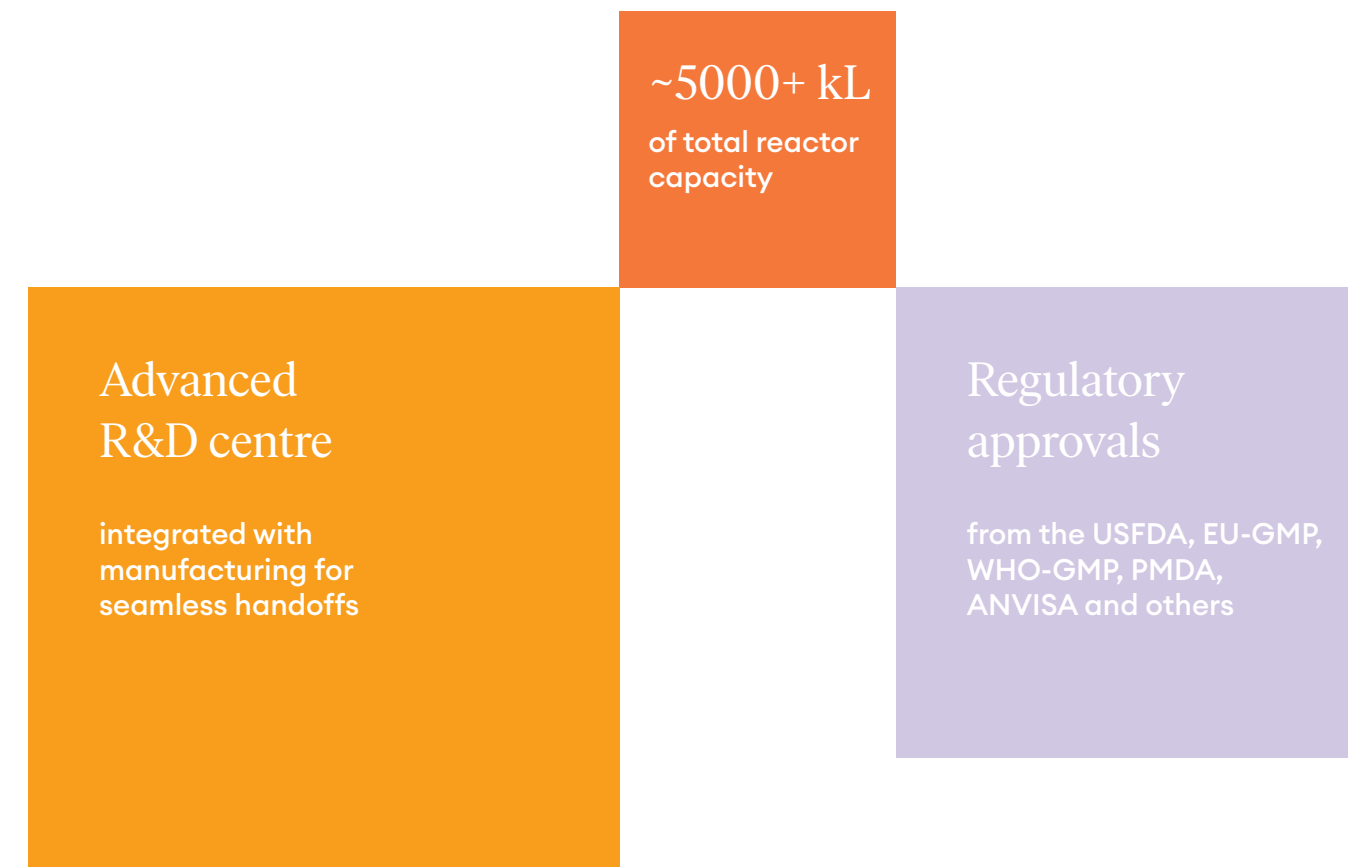 ~5000+ kL
of total reactor
capacity
Advanced
R&D centre
integrated with
manufacturing for
seamless handoffs
Regulatory
approvals
from the USFDA, EU-GMP,
WHO-GMP, PMDA,
ANVISA and others